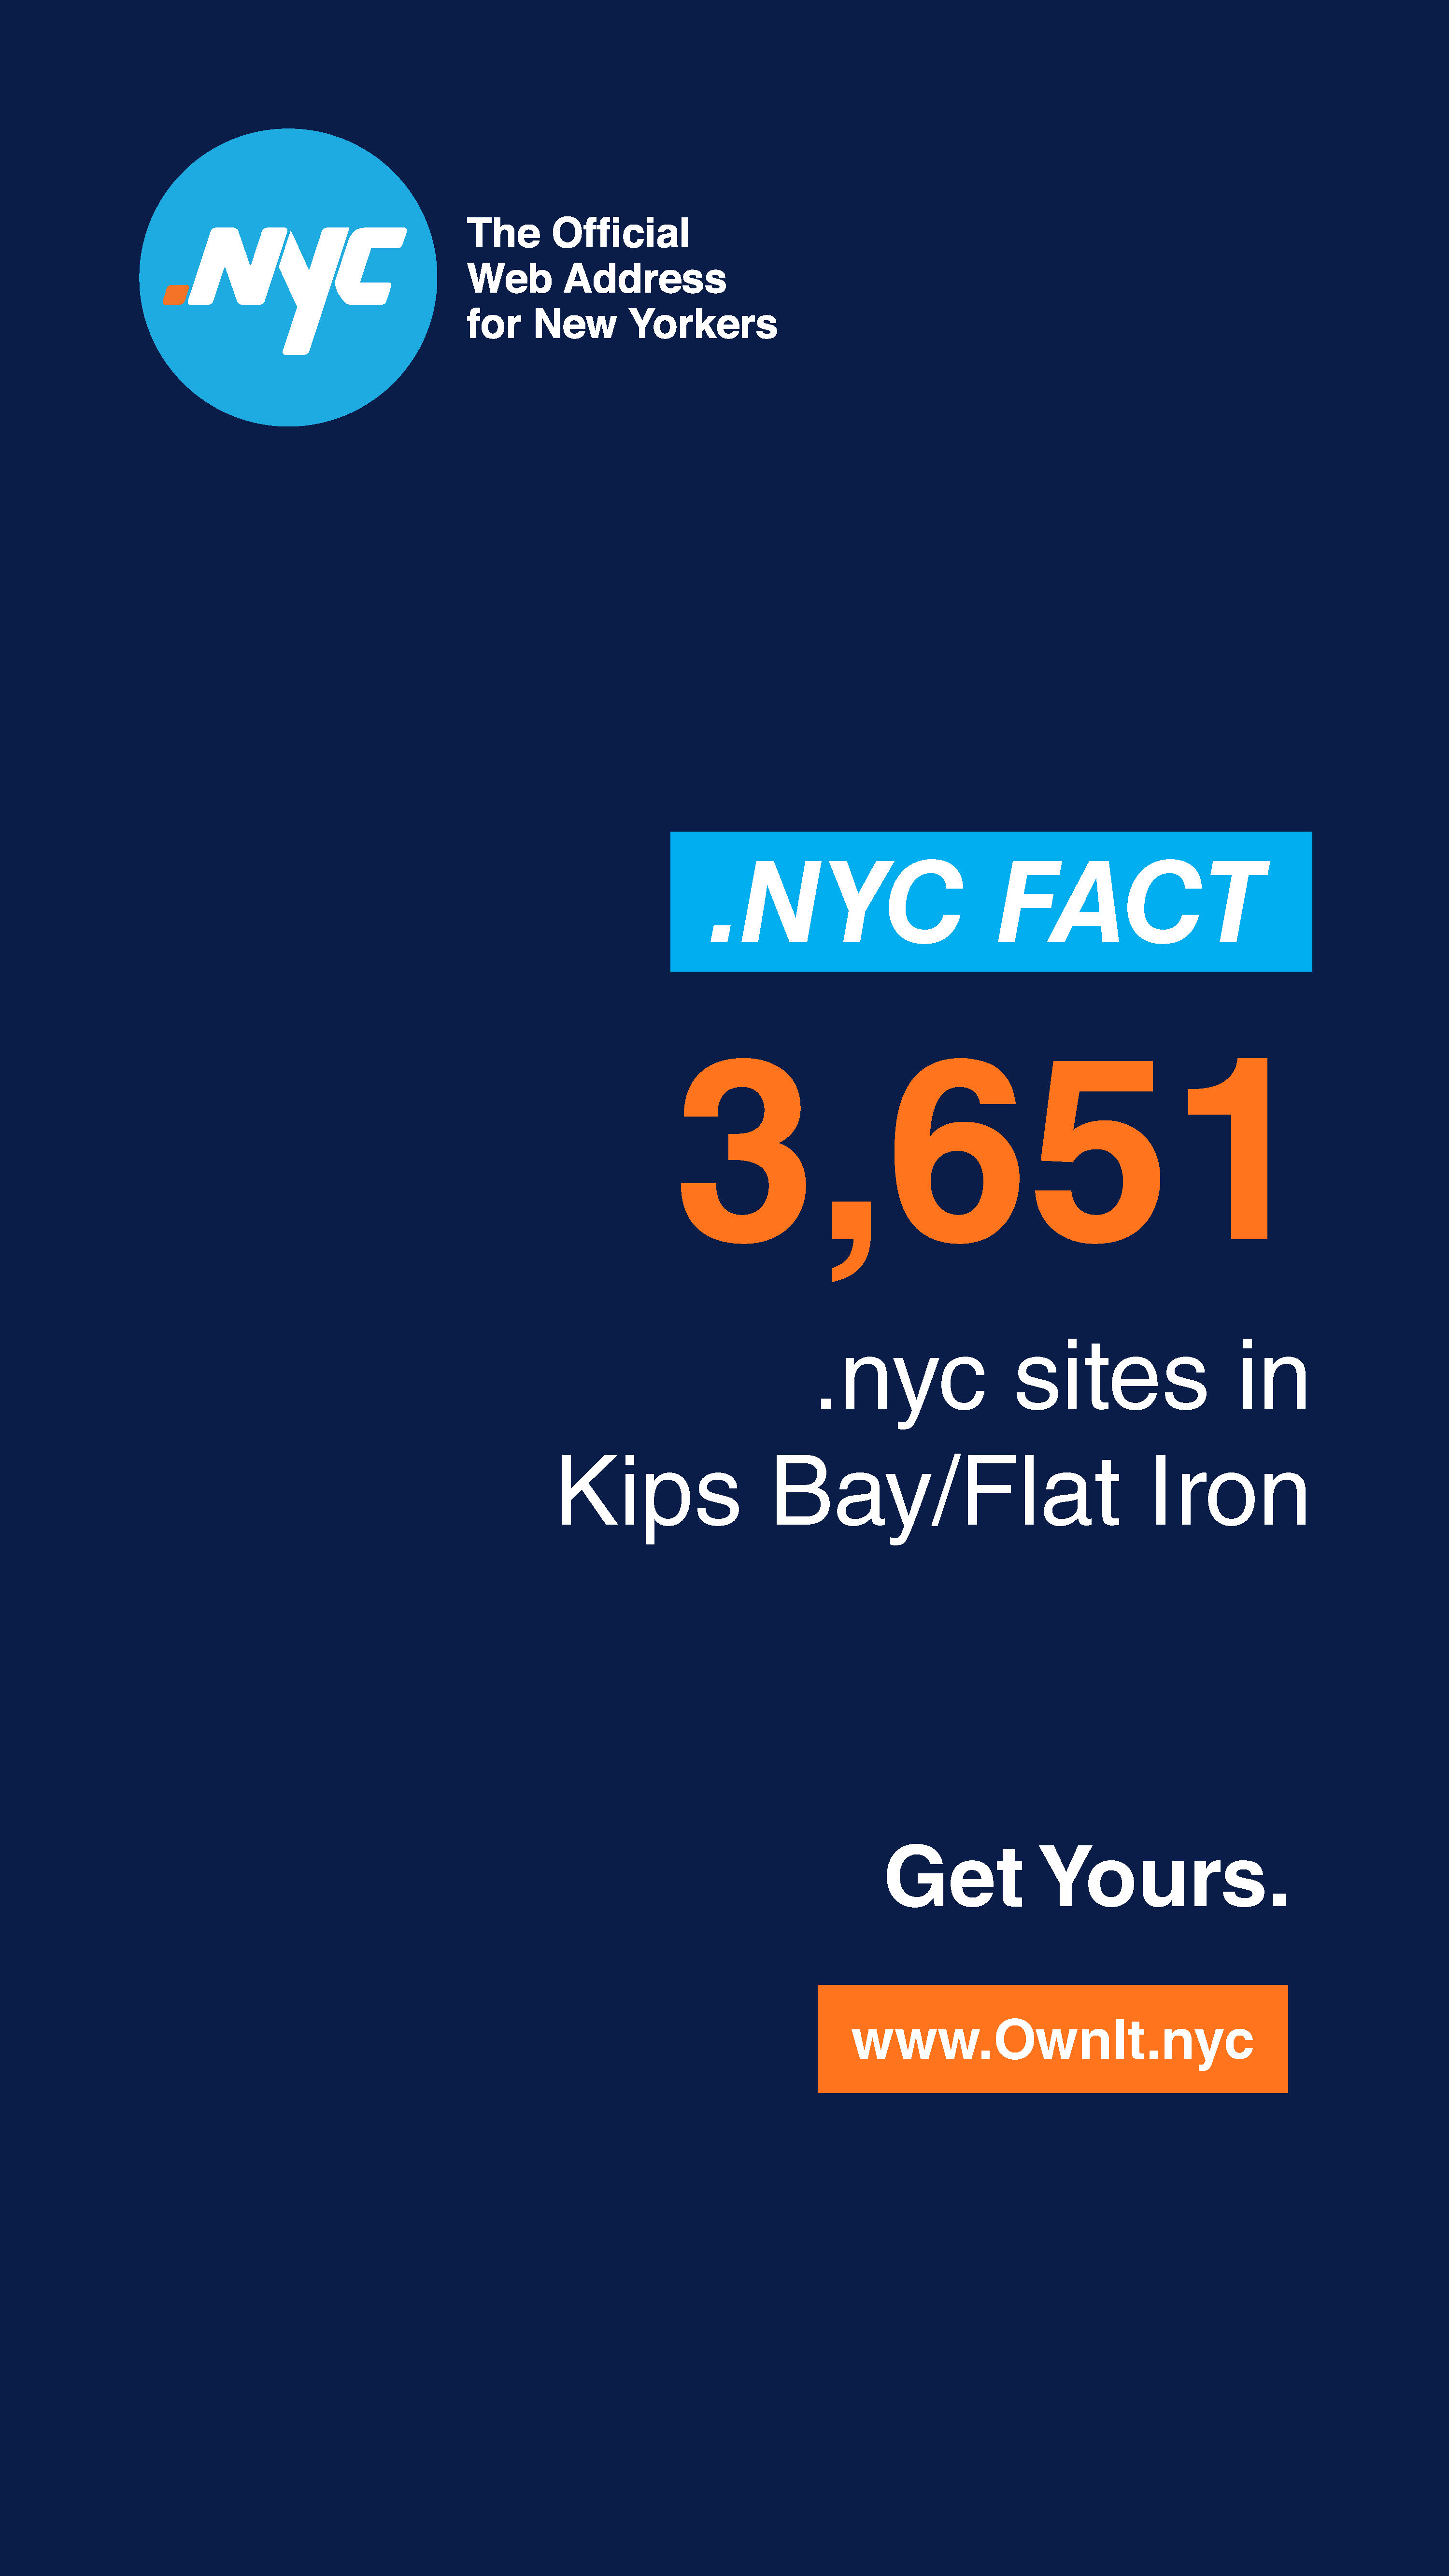 .NYC
The Official
Web Address
for New Yorkers
.NYC FACT
3,651
.nyc sites in
Kips Bay/Flat Iron
Get Yours.
www.OwnIt.nyc